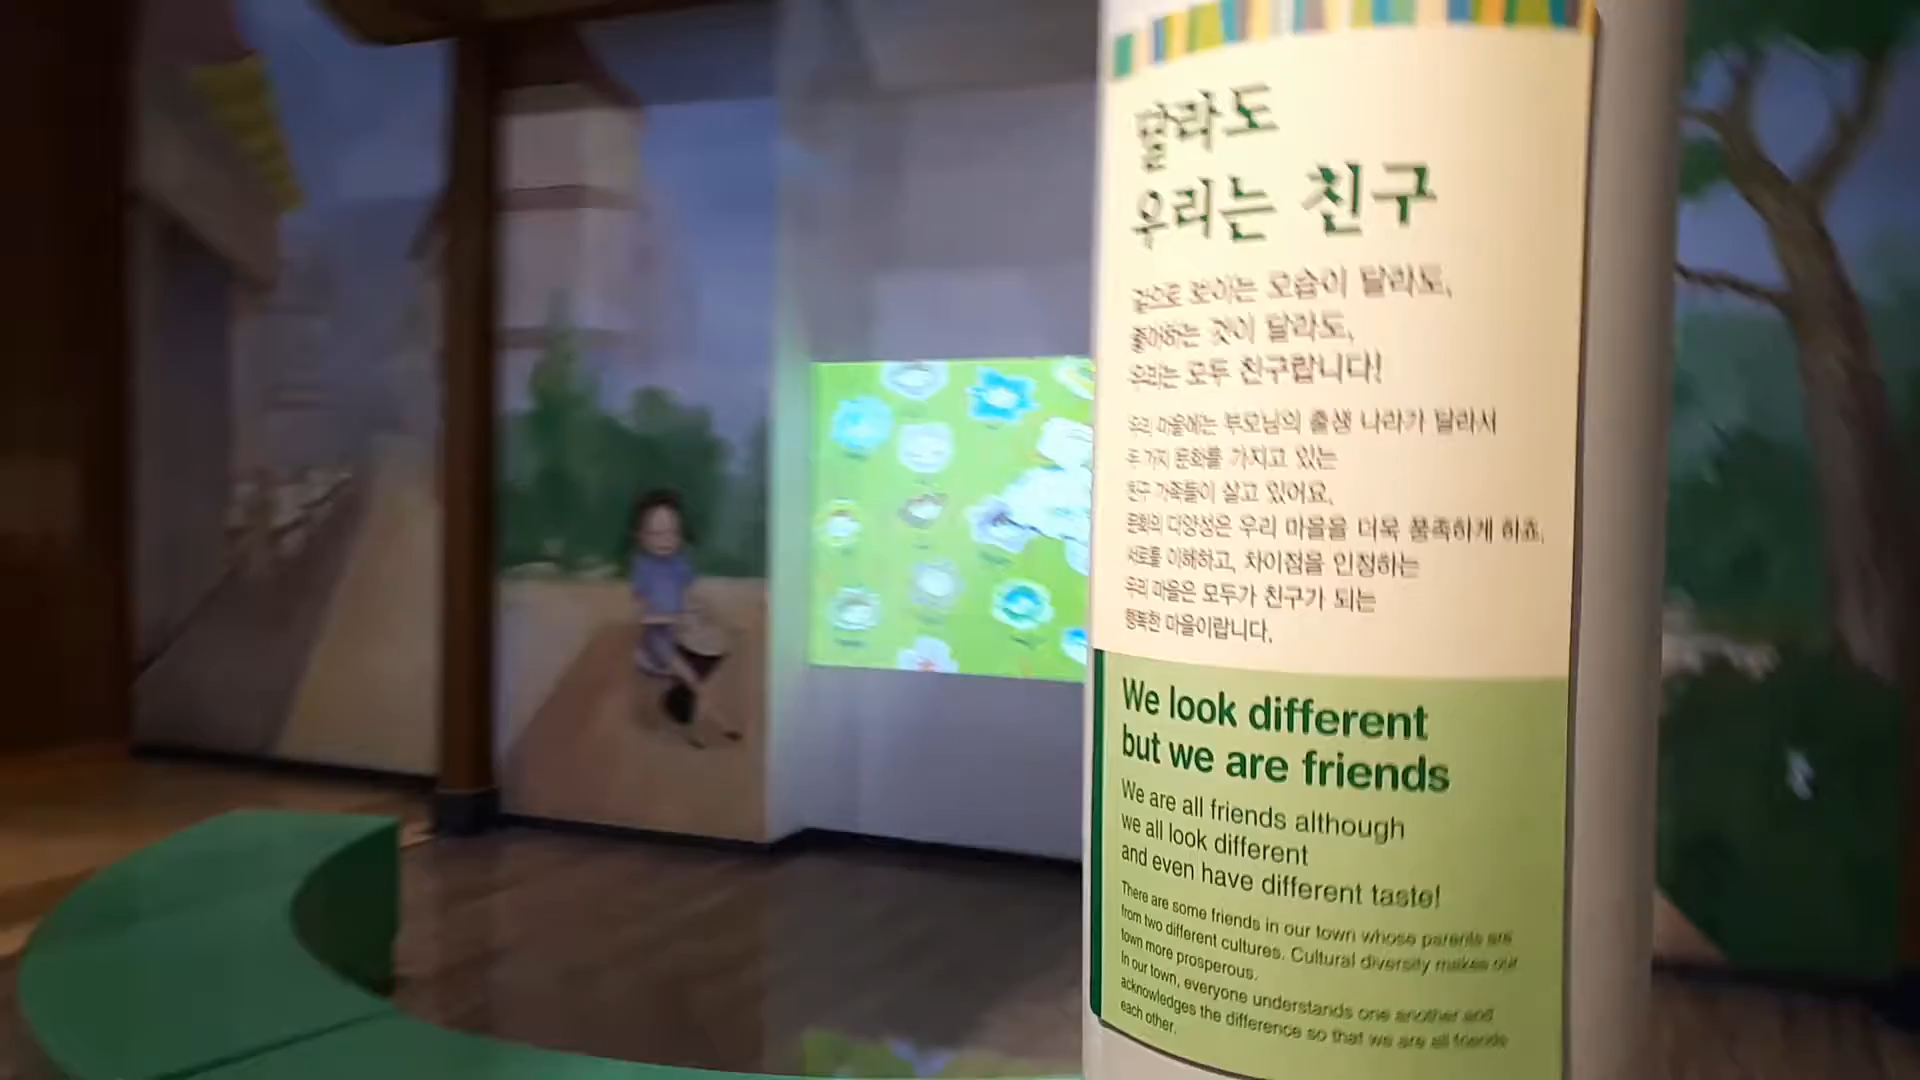 달라도
우리는 친구
겉으로 보이는 모습이 달라도,
좋아하는 것이 달라도,
우리는 모두 친구랍니다!
우리 마을에는 부모님의 출생 나라가 달라서
두 가지 문화를 가지고 있는
친구 가족들이 살고 있어요.
문화의 다양성은 우리 마을을 더욱 풍족하게 하죠.
서로를 이해하고, 차이점을 인정하는
우리 마을은 모두가 친구가 되는
행복한 마을이랍니다.
We look different
but we are friends
We are all friends although
we all look different
and even have different taste!
There are some friends in our town whose parents are
from two different cultures. Cultural diversity makes our
town more prosperous.
In our town, everyone understands one another and
acknowledges the difference so that we are all friends
each other.